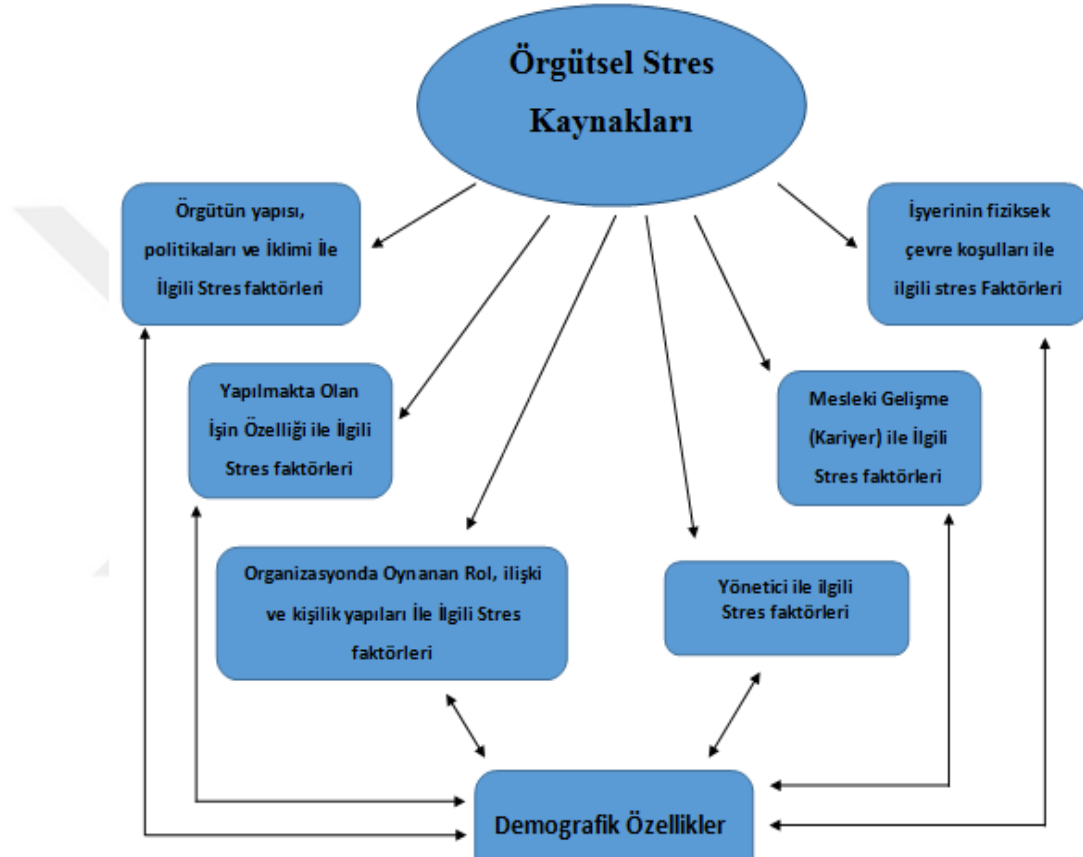 Örgütsel Stres
Kaynakları
Örgütün yapısı,
politikaları ve İklimi İle
İlgili Stres faktörleri
İşyerinin fiziksel
çevre koşulları ile
ilgili stres Faktörleri
Yapılmakta Olan
İşin Özelliği ile İlgili
Stres faktörleri
Mesleki Gelişme
(Kariyer) ile İlgili
Stres faktörleri
Organizasyonda Oynanan Rol, ilişki
ve kişilik yapıları İle İlgili Stres
faktörleri
Yönetici ile ilgili
Stres faktörleri
Demografik Özellikler